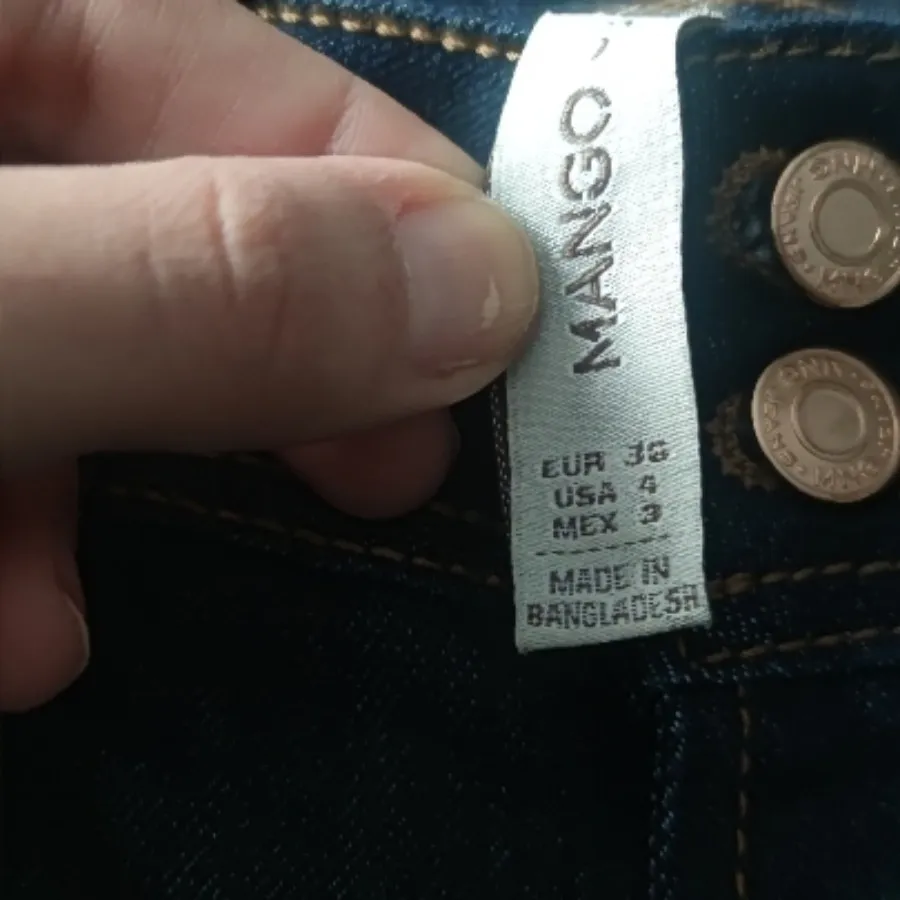 MANGO
EUR 36
USA 4
MEX 3
MADE IN
BANGLADESH